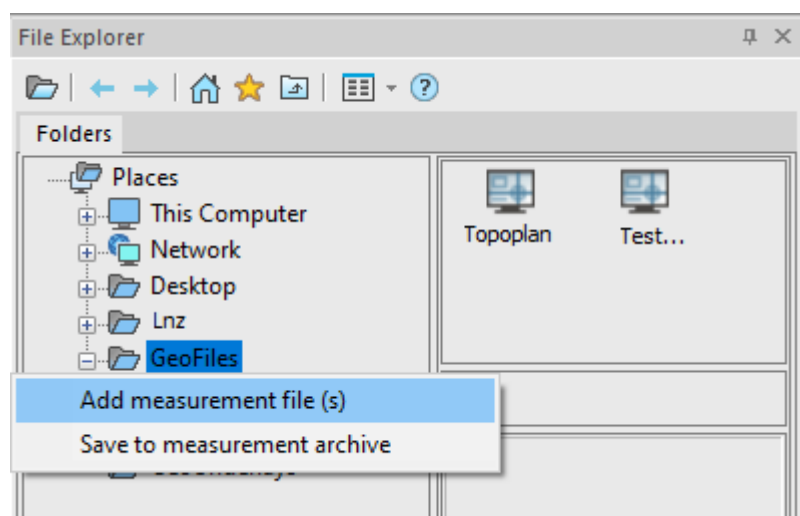 File Explorer
Folders
Places
This Computer
Network
Desktop
Lnz
GeoFiles
Add measurement file (s)
Save to measurement archive
Topoplan
Test...